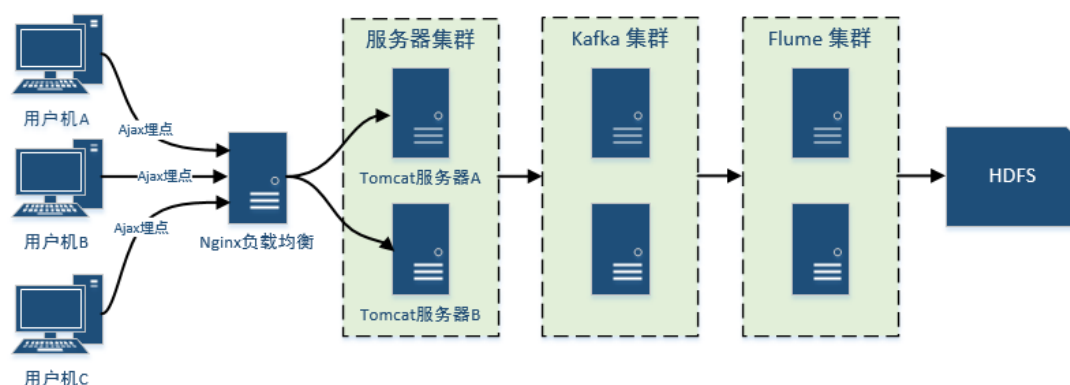 服务器集群
Kafka 集群
Flume 集群
用户机A
Ajax埋点
用户机B
Ajax埋点
用户机C
Ajax埋点
Nginx负载均衡
Tomcat服务器A
Tomcat服务器B
HDFS